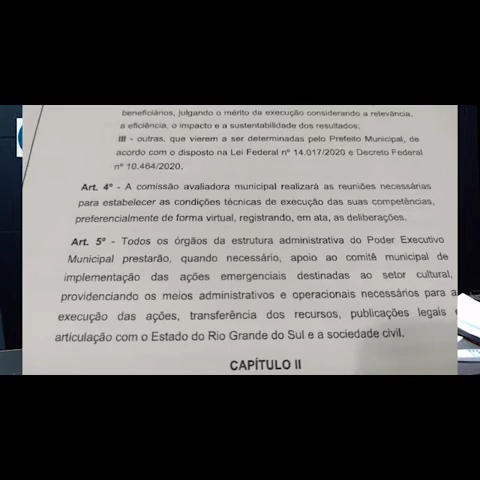 beneficiários, julgando o mérito da execução considerando a relevância,
a eficiência, o impacto e a sustentabilidade dos resultados;
III - outras, que vierem a ser determinadas pelo Prefeito Municipal, de
acordo com o disposto na Lei Federal nº 14.017/2020 e Decreto Federal
nº 10.464/2020,
Art. 4º - A comissão avaliadora municipal realizará as reuniões necessárias
para estabelecer as condições técnicas de execução das suas competências,
preferencialmente de forma virtual, registrando, em ata, as deliberações.
Art. 5º - Todos os órgãos da estrutura administrativa do Poder Executivo
Municipal prestarão, quando necessário, apoio ao comitê municipal de
implementação das ações emergenciais destinadas ao setor cultural,
providenciando os meios administrativos e operacionais necessários para a
execução das ações, transferência dos recursos, publicações legais e
articulação com o Estado do Rio Grande do Sul e a sociedade civil.
CAPÍTULO II